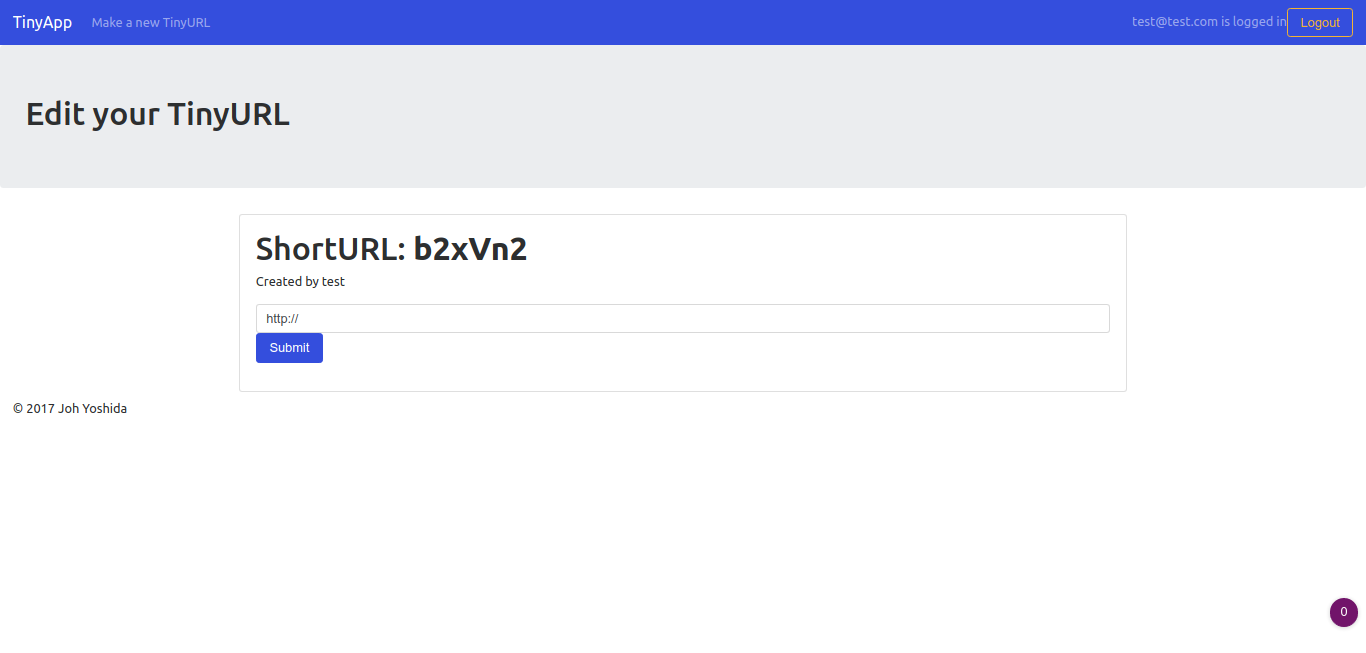 TinyApp Make a new TinyURL test@test.com is logged in Logout
Edit your TinyURL
ShortURL: b2xVn2
Created by test
http://
Submit
© 2017 Joh Yoshida
0